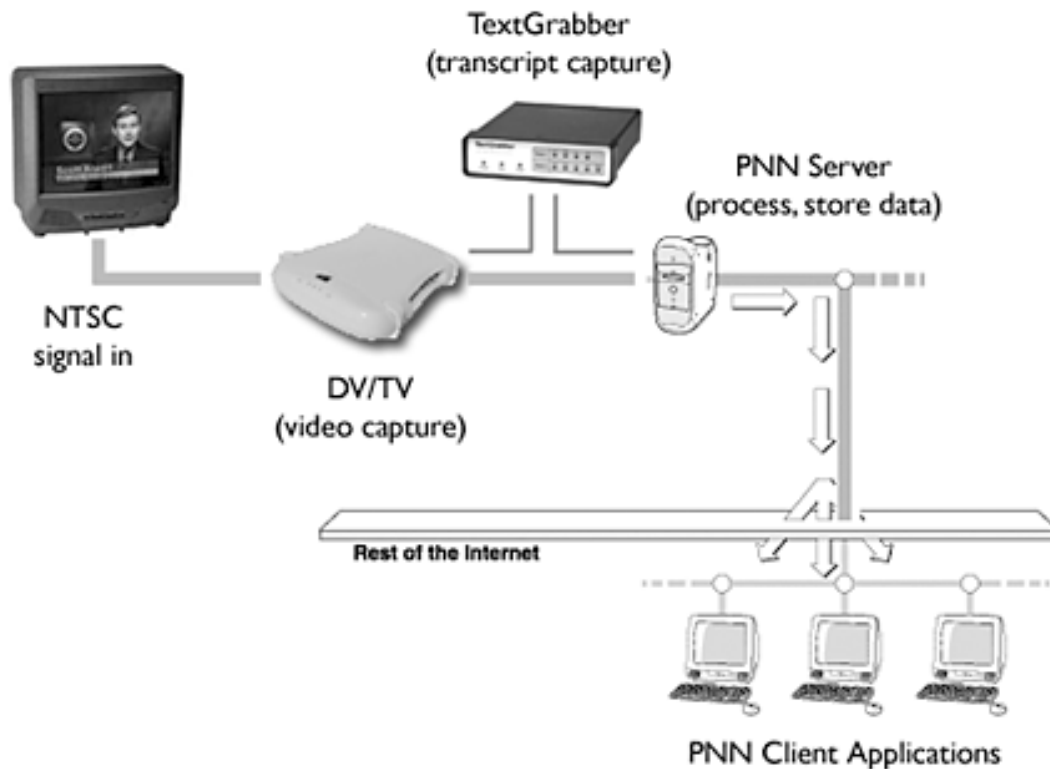 TextGrabber
(transcript capture)
PNN Server
(process, store data)
NTSC
signal in
DV/TV
(video capture)
Rest of the Internet
PNN Client Applications